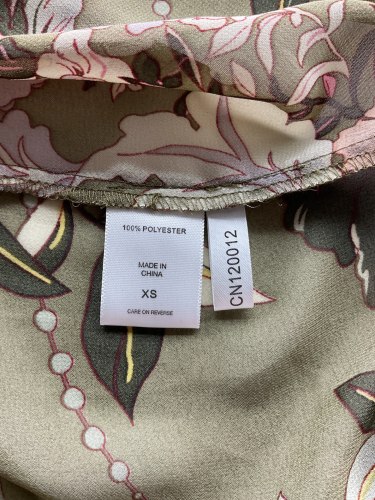 100% POLYESTER
MADE IN
CHINA
XS
CARE ON REVERSE
CN120012